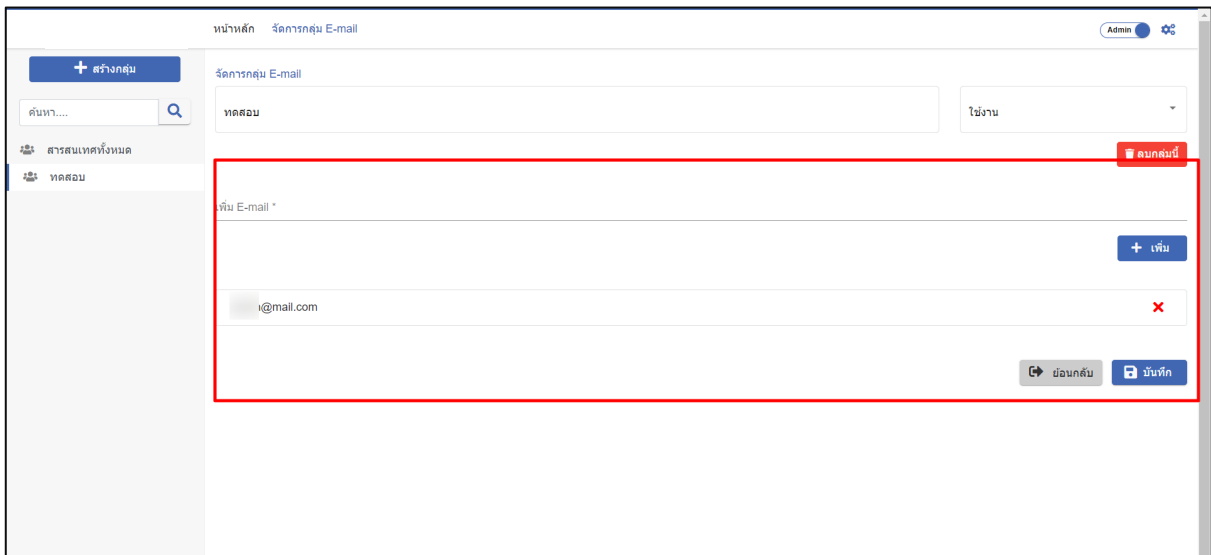 หน้าหลัก จัดการกลุ่ม E-mail Admin
สร้างกลุ่ม
จัดการกลุ่ม E-mail
ค้นหา....
ทดสอบ ใช้งาน
สารสนเทศทั้งหมด
ลบกลุ่มนี้
ทดสอบ
เพิ่ม E-mail *
เพิ่ม
@mail.com
ย้อนกลับ บันทึก